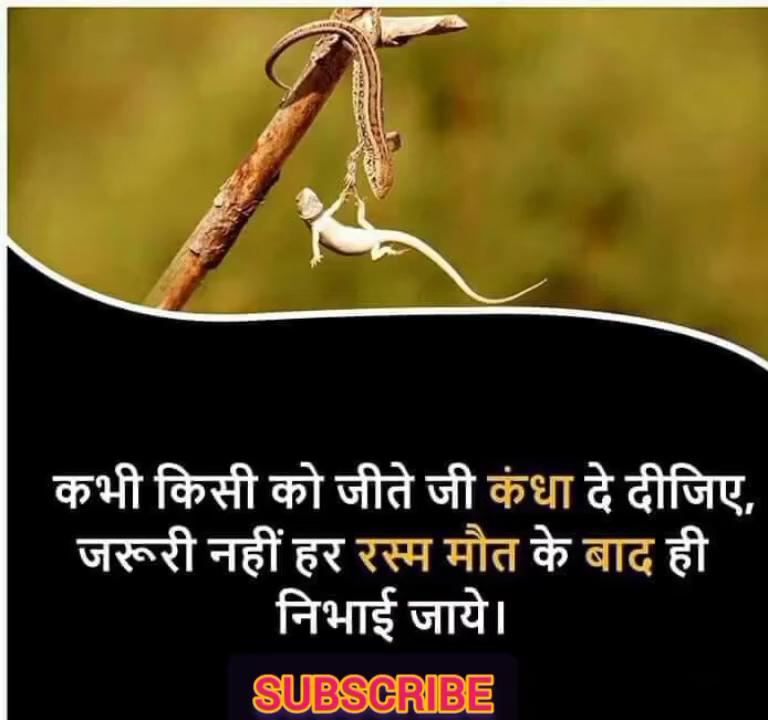 कभी किसी को जीते जी कंधा दे दीजिए,
जरूरी नहीं हर रस्म मौत के बाद ही
निभाई जाये।
SUBSCRIBE